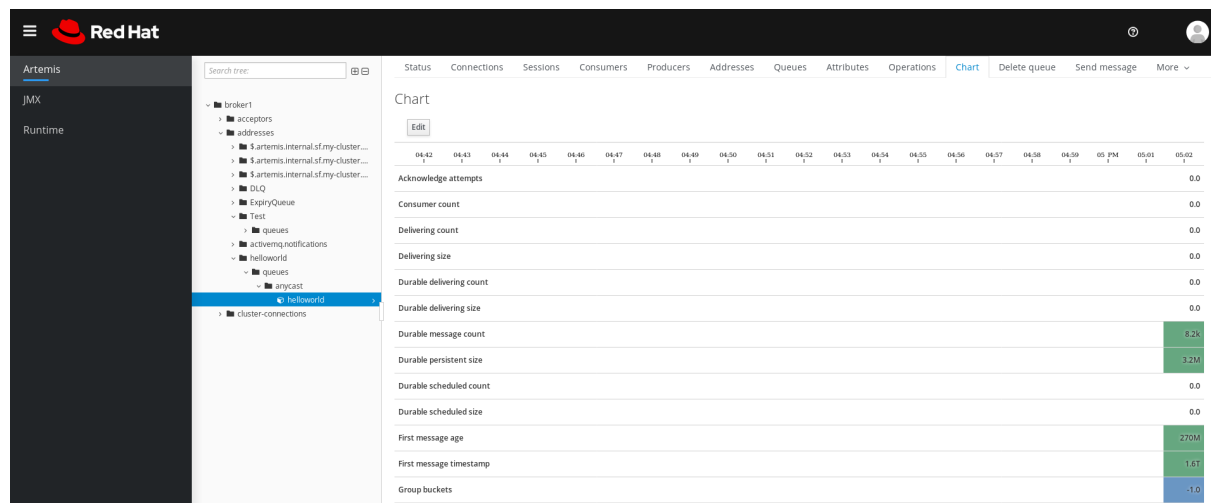 Red Hat
Artemis
JMX
Runtime
Search tree:
broker1
acceptors
addresses
$.artemis.internal.sf.my-cluster....
$.artemis.internal.sf.my-cluster....
$.artemis.internal.sf.my-cluster....
DLQ
ExpiryQueue
Test
queues
activemq.notifications
helloworld
queues
anycast
helloworld
cluster-connections
Status Connections Sessions Consumers Producers Addresses Queues Attributes Operations Chart Delete queue Send message More
Chart
Edit
04:42 04:43 04:44 04:45 04:46 04:47 04:48 04:49 04:50 04:51 04:52 04:53 04:54 04:55 04:56 04:57 04:58 04:59 05 PM 05:01 05:02
Acknowledge attempts 0.0
Consumer count 0.0
Delivering count 0.0
Delivering size 0.0
Durable delivering count 0.0
Durable delivering size 0.0
Durable message count 8.2k
Durable persistent size 3.2M
Durable scheduled count 0.0
Durable scheduled size 0.0
First message age 270M
First message timestamp 1.6T
Group buckets -1.0